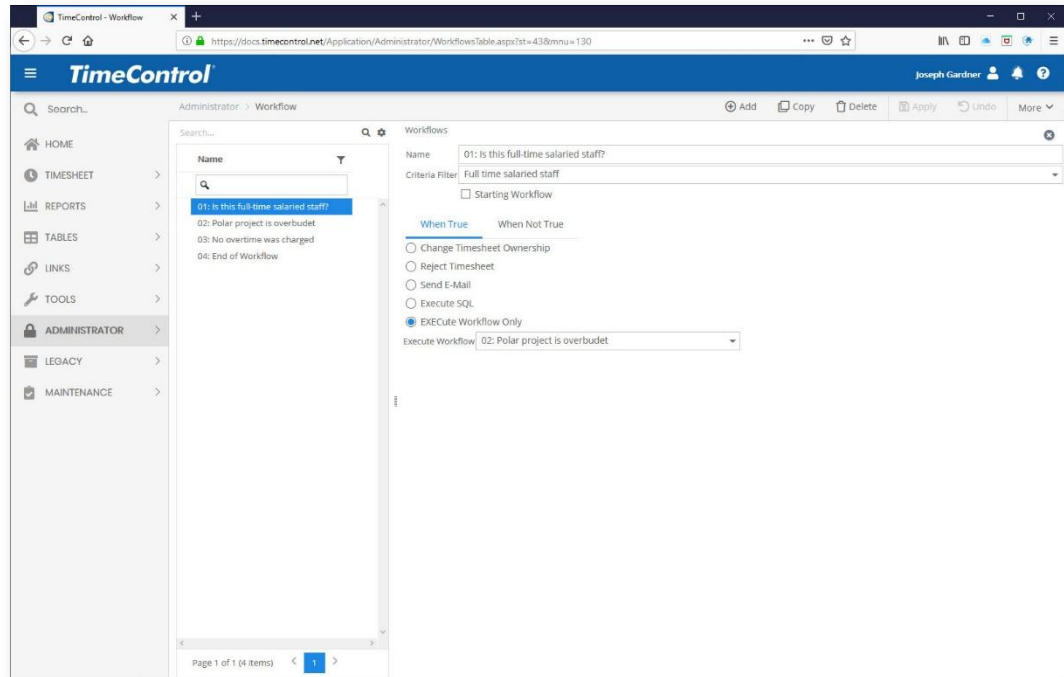 TimeControl - Workflow
https://docs.timecontrol.net/Application/Administrator/WorkflowsTable.aspx?st=43&mnu=130
TimeControl
Joseph Gardner
Search...
Administrator > Workflow
Add
Copy
Delete
Apply
Undo
More
HOME
TIMESHEET
REPORTS
TABLES
LINKS
TOOLS
ADMINISTRATOR
LEGACY
MAINTENANCE
Search...
Name
01: Is this full-time salaried staff?
02: Polar project is overbudet
03: No overtime was charged
04: End of Workflow
Page 1 of 1 (4 items)
1
Workflows
Name 01: Is this full-time salaried staff?
Criteria Filter Full time salaried staff
Starting Workflow
When True When Not True
Change Timesheet Ownership
Reject Timesheet
Send E-Mail
Execute SQL
EXECute Workflow Only
Execute Workflow 02: Polar project is overbudet